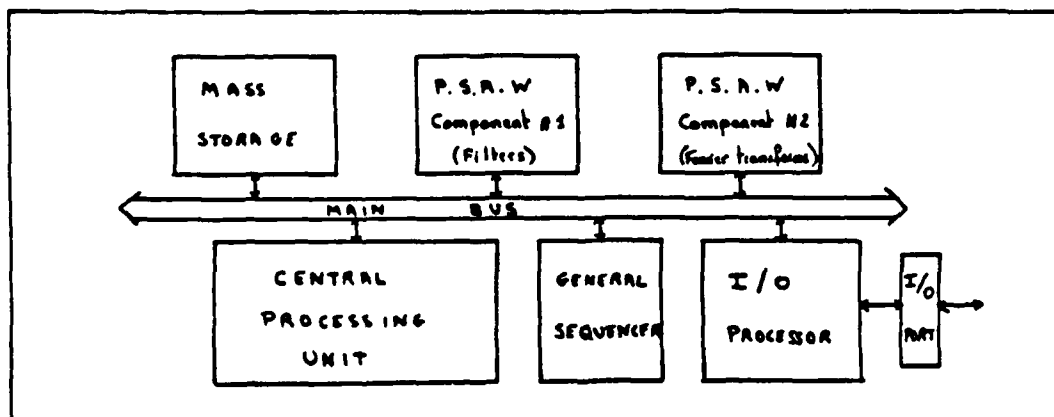 MASS
STORAGE
P. S. A. W
Component #1
(Filters)
P. S. A. W
Component #2
(Fourier transforms)
MAIN BUS
CENTRAL
PROCESSING
UNIT
GENERAL
SEQUENCER
I/O
PROCESSOR
I/O
PORT